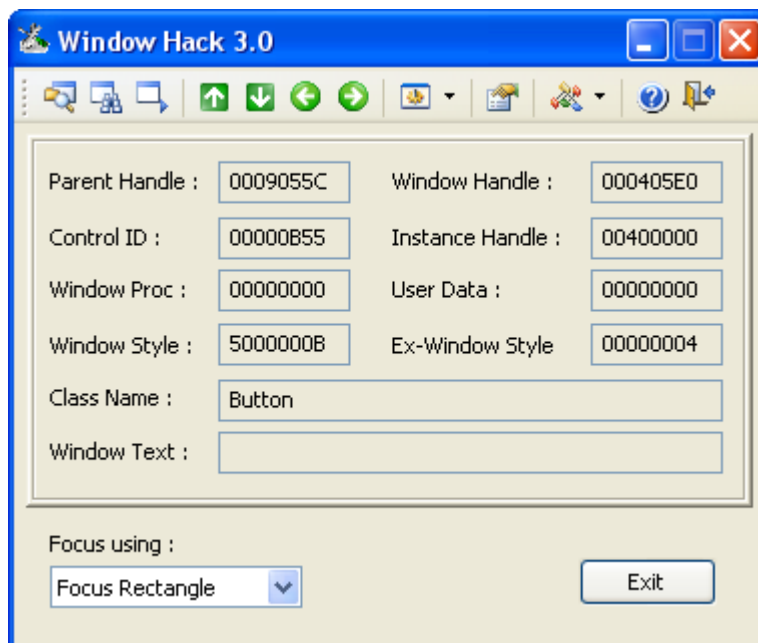 Window Hack 3.0
Parent Handle : 0009055C Window Handle : 000405E0
Control ID : 00000B55 Instance Handle : 00400000
Window Proc : 00000000 User Data : 00000000
Window Style : 5000000B Ex-Window Style 00000004
Class Name : Button
Window Text :
Focus using :
Focus Rectangle Exit